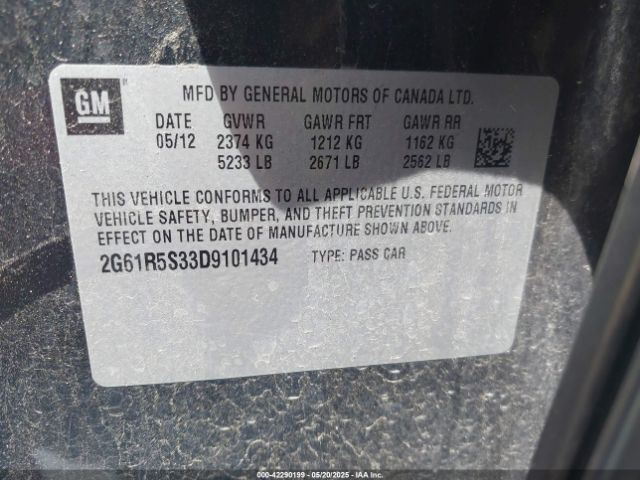 GM
MFD BY GENERAL MOTORS OF CANADA LTD.
DATE GVWR GAWR FRT GAWR RR
05/12 2374 KG 1212 KG 1162 KG
5233 LB 2671 LB 2562 LB
THIS VEHICLE CONFORMS TO ALL APPLICABLE U.S. FEDERAL MOTOR
VEHICLE SAFETY, BUMPER, AND THEFT PREVENTION STANDARDS IN
EFFECT ON THE DATE OF MANUFACTURE SHOWN ABOVE.
2G61R5S33D9101434 TYPE: PASS CAR
000-42290199 - 05/20/2025 - IAAI.COM